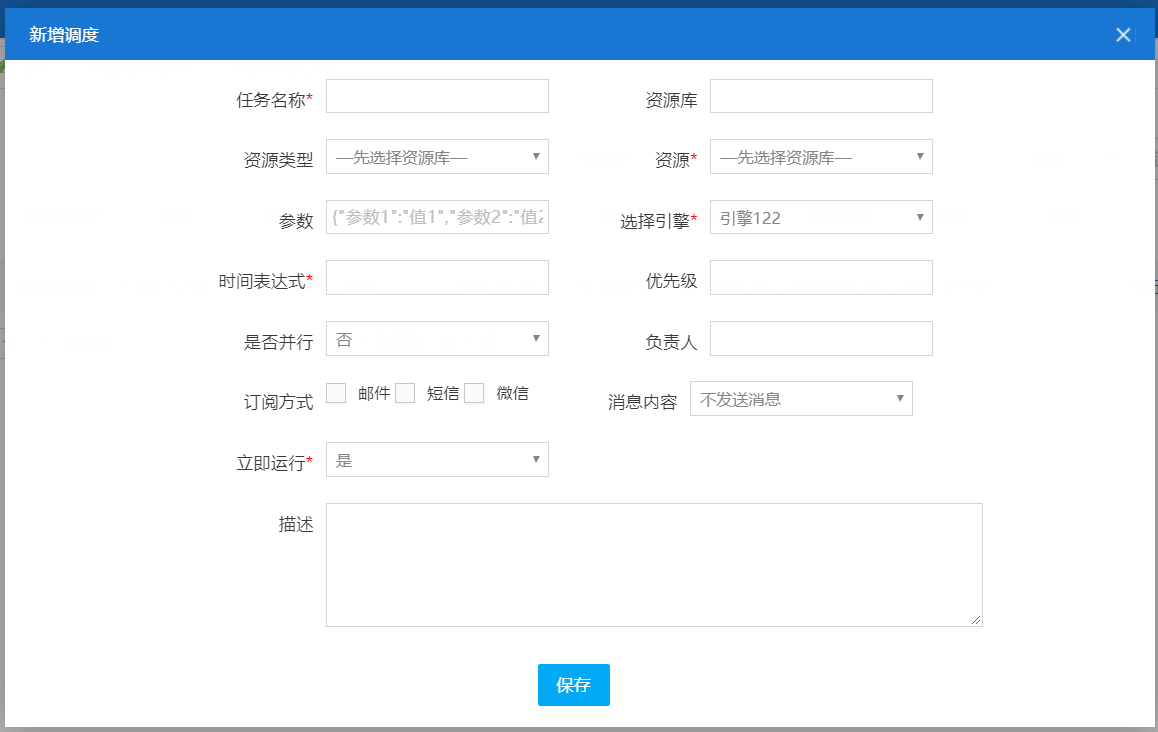 新增调度
任务名称* 资源库
资源类型 —先选择资源库— 资源* —先选择资源库—
参数 {"参数1":"值1","参数2":"值2 选择引擎* 引擎122
时间表达式* 优先级
是否并行 否 负责人
订阅方式 邮件 短信 微信 消息内容 不发送消息
立即运行* 是
描述
保存